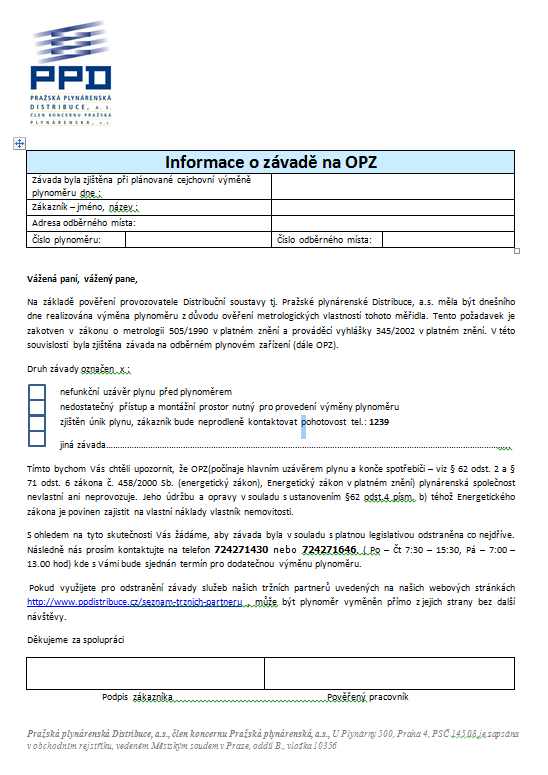 PPD
PRAŽSKÁ PLYNÁRENSKÁ
DISTRIBUCE, A. S.
ČLEN KONCERNU PRAŽSKÁ
PLYNÁRENSKÁ, A.S.
Informace o závadě na OPZ
Závada byla zjištěna při plánované cejchovní výměně
plynoměru dne :
Zákazník – jméno, název :
Adresa odběrného místa:
Číslo plynoměru: Číslo odběrného místa:
Vážená paní, vážený pane,
Na základě pověření provozovatele Distribuční soustavy tj. Pražské plynárenské Distribuce, a.s. měla být dnešního
dne realizována výměna plynoměru z důvodu ověření metrologických vlastností tohoto měřidla. Tento požadavek je
zakotven v zákonu o metrologii 505/1990 v platném znění a prováděcí vyhlášky 345/2002 v platném znění. V této
souvislosti byla zjištěna závada na odběrném plynovém zařízení (dále OPZ).
Druh závady označen x :
nefunkční uzávěr plynu před plynoměrem
nedostatečný přístup a montážní prostor nutný pro provedení výměny plynoměru
zjištěn únik plynu, zákazník bude neprodleně kontaktovat pohotovost tel.: 1239
jiná závada.......................................................................................................................................
Tímto bychom Vás chtěli upozornit, že OPZ(počínaje hlavním uzávěrem plynu a konče spotřebiči – viz § 62 odst. 2 a §
71 odst. 6 zákona č. 458/2000 Sb. (energetický zákon), Energetický zákon v platném znění) plynárenská společnost
nevlastní ani neprovozuje. Jeho údržbu a opravy v souladu s ustanovením §62 odst.4 písm. b) téhož Energetického
zákona je povinen zajistit na vlastní náklady vlastník nemovitosti.
S ohledem na tyto skutečnosti Vás žádáme, aby závada byla v souladu s platnou legislativou odstraněna co nejdříve.
Následně nás prosím kontaktujte na telefon 724271430 nebo 724271646. ( Po – Čt 7:30 – 15:30, Pá – 7:00 –
13.00 hod) kde s Vámi bude sjednán termín pro dodatečnou výměnu plynoměru.
Pokud využijete pro odstranění závady služeb našich tržních partnerů uvedených na našich webových stránkách
http://www.ppdistribuce.cz/seznam-trznich-partneru , může být plynoměr vyměněn přímo z jejich strany bez další
návštěvy.
Děkujeme za spolupráci
Podpis zákazníka Pověřený pracovník
Pražská plynárenská Distribuce, a.s., člen koncernu Pražská plynárenská, a.s., U Plynárny 500, Praha 4, PSČ 145 08 je zapsána
v obchodním rejstříku, vedeném Městským soudem v Praze, oddíl B., vložka 10356